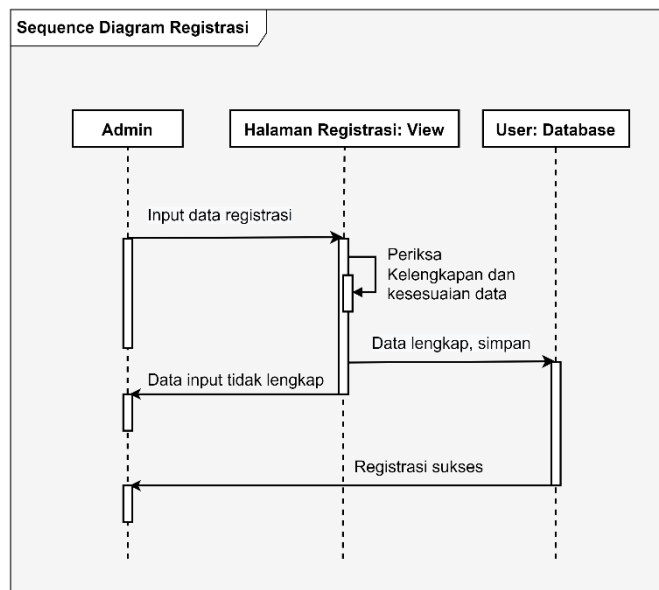 Sequence Diagram Registrasi
Admin
Halaman Registrasi: View
User: Database
Input data registrasi
Periksa
Kelengkapan dan
kesesuaian data
Data lengkap, simpan
Data input tidak lengkap
Registrasi sukses